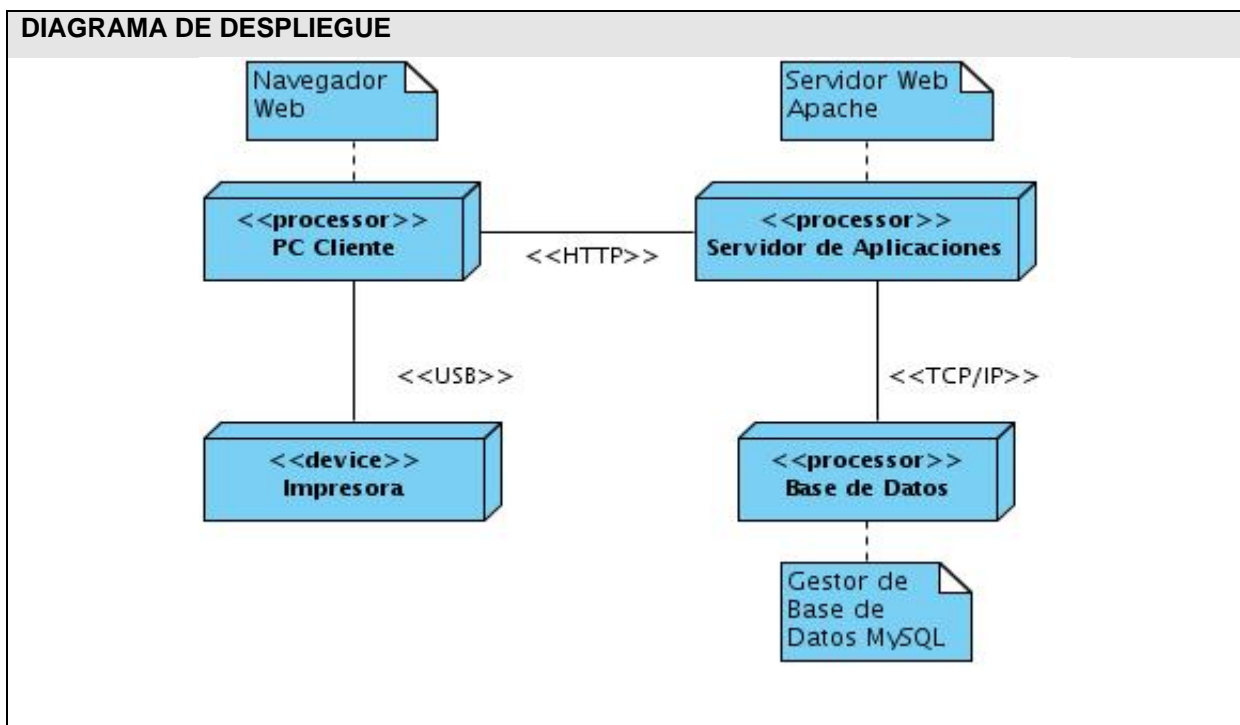 DIAGRAMA DE DESPLIEGUE
Navegador
Web
Servidor Web
Apache
<<processor>>
PC Cliente
<<HTTP>>
<<processor>>
Servidor de Aplicaciones
<<USB>>
<<TCP/IP>>
<<device>>
Impresora
<<processor>>
Base de Datos
Gestor de
Base de
Datos MySQL